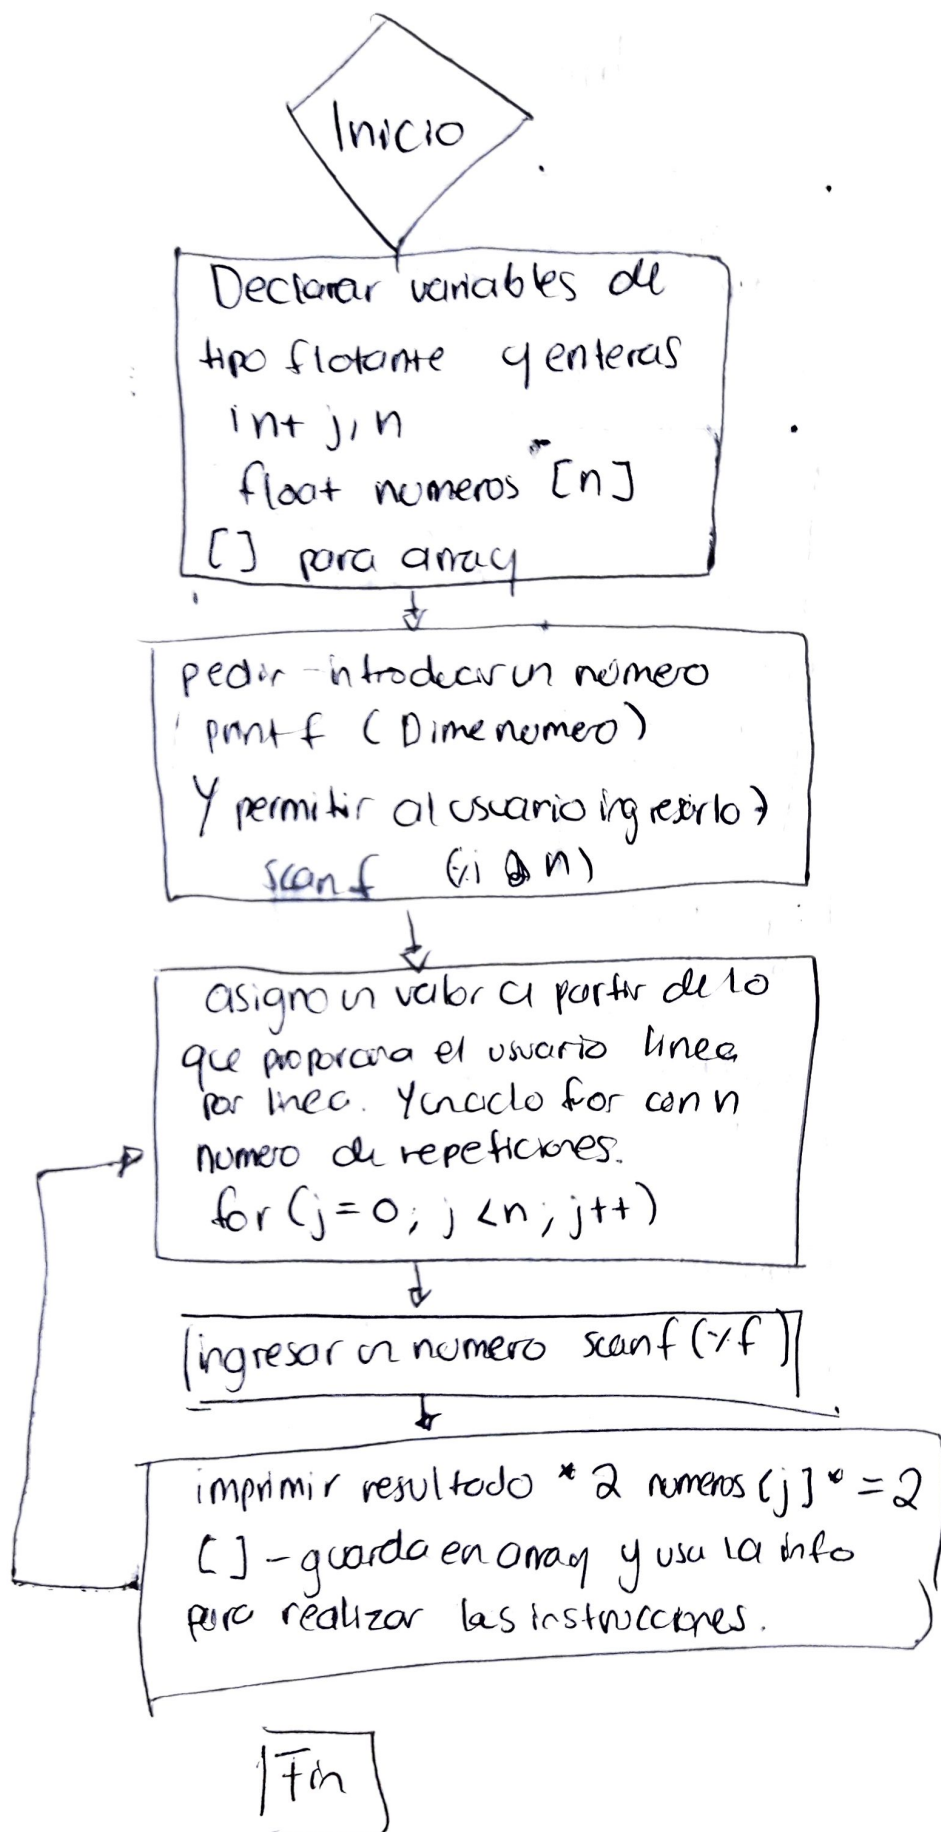 Inicio
Declarar variables de
tipo flotante y enteras
int j, n
float numeros [n]
[] para array
pedir introducir un número
printf (Dime numero)
Y permitir al usuario ingresarlo
scanf (%i & n)
asigno un valor a partir de lo
que proporciona el usuario linea
por linea. Y un ciclo for con n
numero de repeticiones.
for (j=0; j <n; j++)
ingresar un numero scanf (%f)
imprimir resultado * 2 numeros [j] * = 2
[] - guarda en array y usa la info
para realizar las instrucciones.
Fin